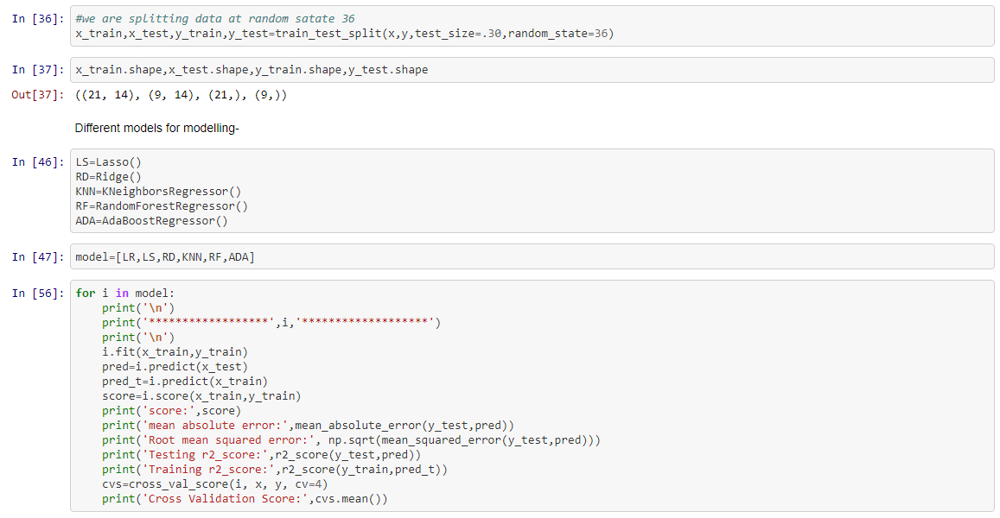 In [36]: #we are splitting data at random satate 36
x_train,x_test,y_train,y_test=train_test_split(x,y,test_size=.30,random_state=36)
In [37]: x_train.shape,x_test.shape,y_train.shape,y_test.shape
Out[37]: ((21, 14), (9, 14), (21,), (9,))
Different models for modelling-
In [46]: LS=Lasso()
RD=Ridge()
KNN=KNeighborsRegressor()
RF=RandomForestRegressor()
ADA=AdaBoostRegressor()
In [47]: model=[LR,LS,RD,KNN,RF,ADA]
In [56]: for i in model:
    print('\n')
    print('******************',i,'*******************')
    print('\n')
    i.fit(x_train,y_train)
    pred=i.predict(x_test)
    pred_t=i.predict(x_train)
    score=i.score(x_train,y_train)
    print('score:',score)
    print('mean absolute error:',mean_absolute_error(y_test,pred))
    print('Root mean squared error:', np.sqrt(mean_squared_error(y_test,pred)))
    print('Testing r2_score:',r2_score(y_test,pred))
    print('Training r2_score:',r2_score(y_train,pred_t))
    cvs=cross_val_score(i, x, y, cv=4)
    print('Cross Validation Score:',cvs.mean())